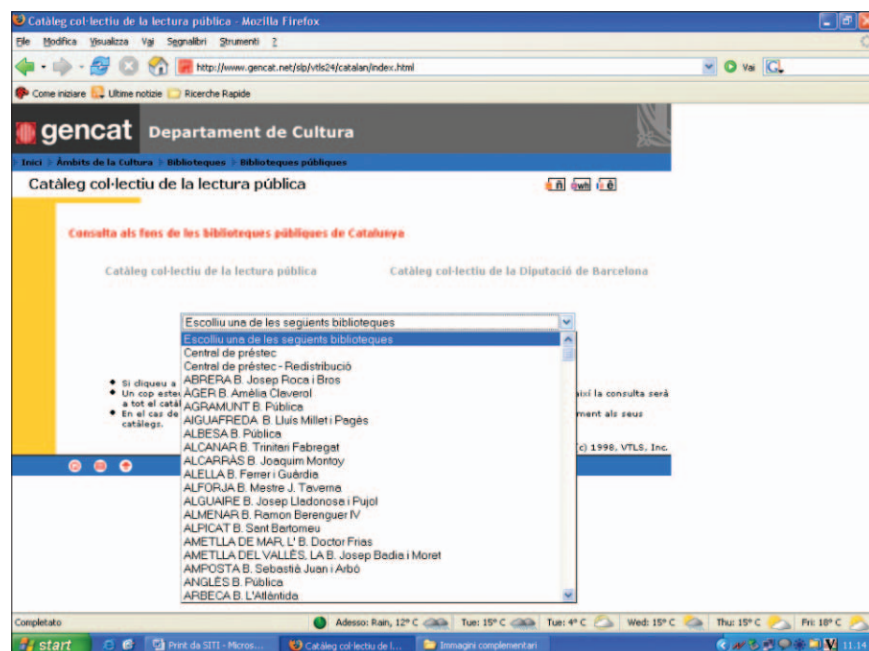 Catàleg col·lectiu de la lectura pública - Mozilla Firefox
File Modifica Visualizza Vai Segnalibri Strumenti ?
http://www.gencat.net/slp/vtls24/catalan/index.html Vai
Come iniziare Ultime notizie Ricerche Rapide
gencat Departament de Cultura
Inici Àmbits de la Cultura Biblioteques Biblioteques públiques
Catàleg col·lectiu de la lectura pública
Consulta als fons de les biblioteques públiques de Catalunya
Catàleg col·lectiu de la lectura pública Catàleg col·lectiu de la Diputació de Barcelona
Escolliu una de les següents biblioteques
Escolliu una de les següents biblioteques
Central de préstec
Central de préstec - Redistribució
ABRERA B. Josep Roca i Bros
ÀGER B. Amèlia Claverol
AGRAMUNT B. Pública
AIGUAFREDA. B. Lluís Millet i Pagès
ALBESA B. Pública
ALCANAR B. Trinitari Fabregat
ALCARRÀS B. Joaquim Montoy
ALELLA B. Ferrer i Guàrdia
ALFORJA B. Mestre J. Taverna
ALGUAIRE B. Josep Lladonosa i Pujol
ALMENAR B. Ramon Berenguer IV
ALPICAT B. Sant Bartomeu
AMETLLA DE MAR, L' B. Doctor Frias
AMETLLA DEL VALLÈS, LA B. Josep Badia i Moret
AMPOSTA B. Sebastià Juan i Arbó
ANGLÈS B. Pública
ARBECA B. L'Atlàntida
Si cliqueu a
Un cop este així la consulta serà
a tot el catàl
En el cas de ment als seus
catàlegs.
(c) 1998, VTLS, Inc.
Completato Adesso: Rain, 12° C Tue: 15° C Tue: 4° C Wed: 15° C Thu: 15° C Fri: 18° C
start Print da SITI - Micros... Catàleg col·lectiu de l... Immagini complementari 11.14